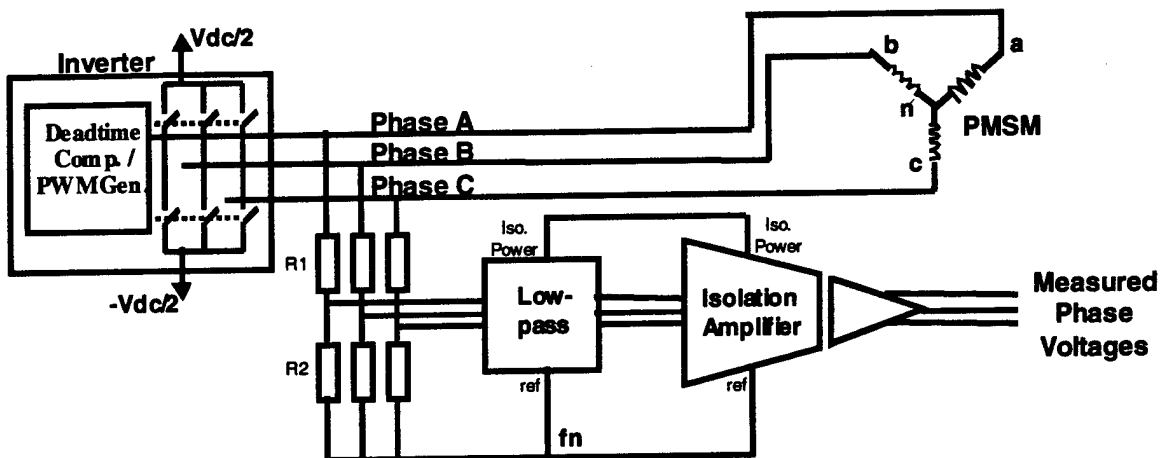 Vdc/2
Inverter
Deadtime
Comp. /
PWMGen.
-Vdc/2
Phase A
Phase B
Phase C
b
a
n
PMSM
c
R1
R2
Iso.
Power
Low-
pass
ref
Iso.
Power
Isolation
Amplifier
ref
fn
Measured
Phase
Voltages